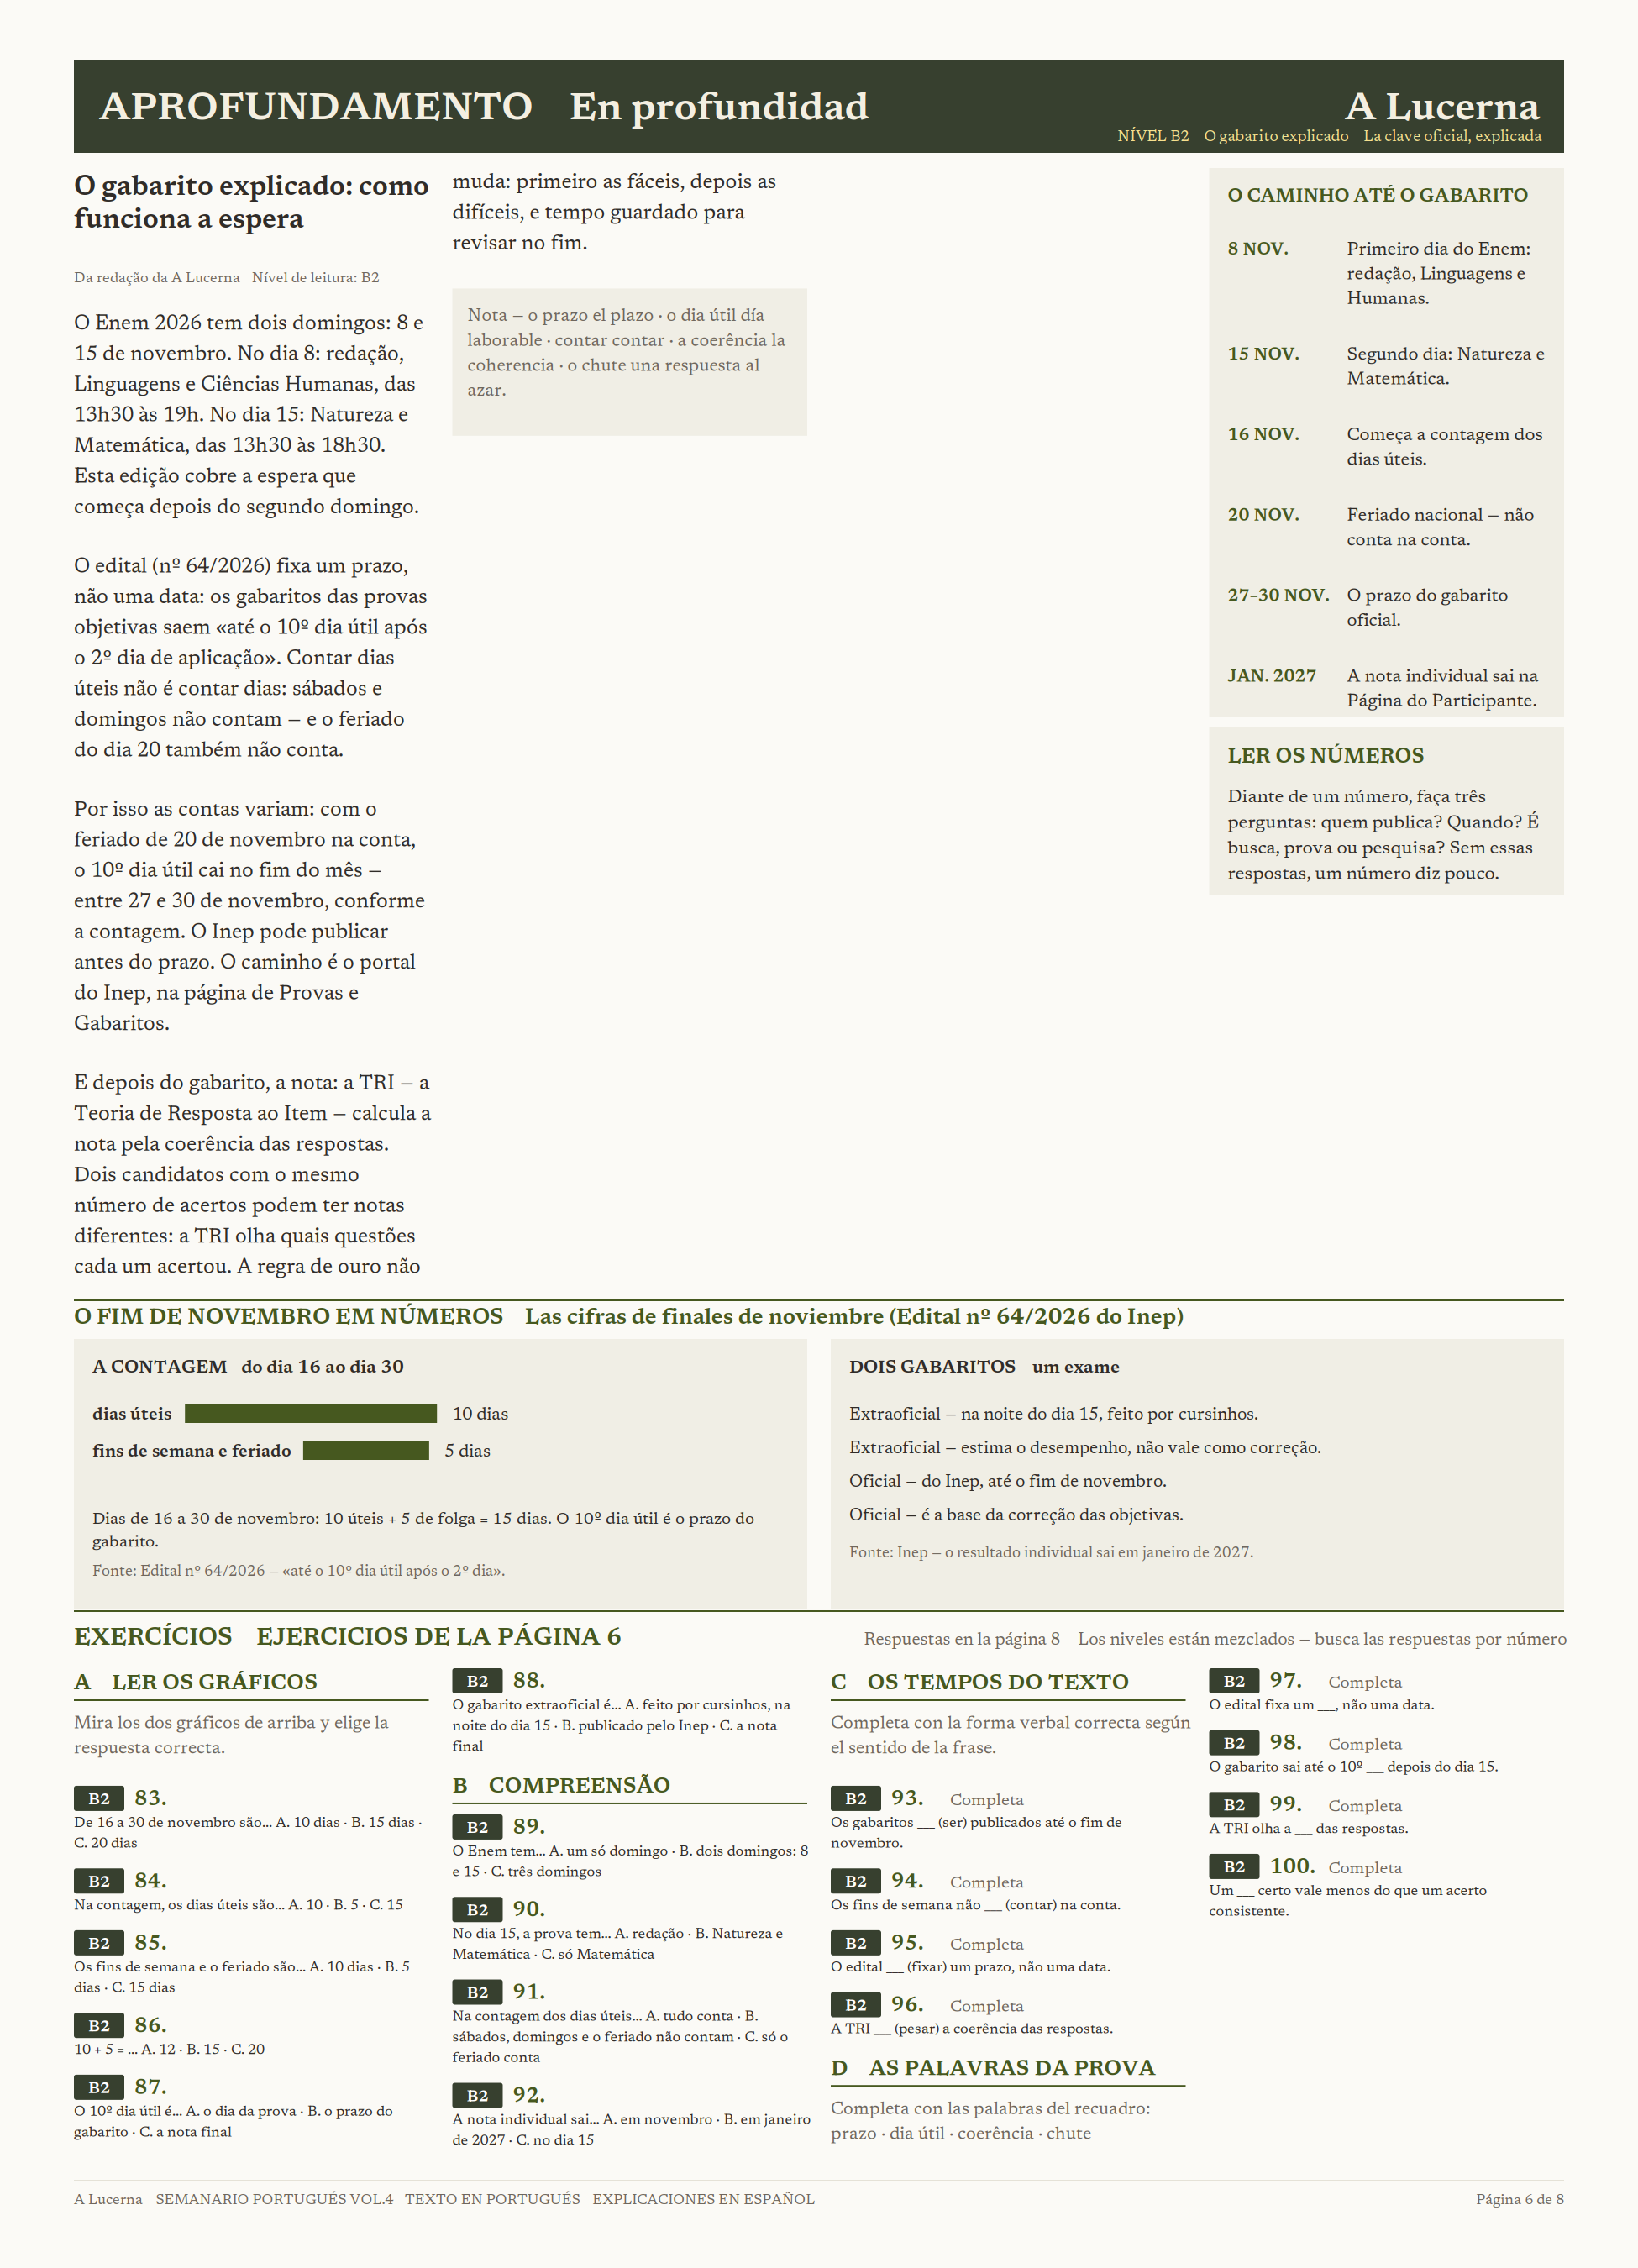 APROFUNDAMENTO En profundidad
A Lucerna
NÍVEL B2 O gabarito explicado La clave oficial, explicada
O gabarito explicado: como
funciona a espera
Da redação da A Lucerna Nível de leitura: B2
O Enem 2026 tem dois domingos: 8 e
15 de novembro. No dia 8: redação,
Linguagens e Ciências Humanas, das
13h30 às 19h. No dia 15: Natureza e
Matemática, das 13h30 às 18h30.
Esta edição cobre a espera que
começa depois do segundo domingo.
O edital (nº 64/2026) fixa um prazo,
não uma data: os gabaritos das provas
objetivas saem «até o 10º dia útil após
o 2º dia de aplicação». Contar dias
úteis não é contar dias: sábados e
domingos não contam — e o feriado
do dia 20 também não conta.
Por isso as contas variam: com o
feriado de 20 de novembro na conta,
o 10º dia útil cai no fim do mês —
entre 27 e 30 de novembro, conforme
a contagem. O Inep pode publicar
antes do prazo. O caminho é o portal
do Inep, na página de Provas e
Gabaritos.
E depois do gabarito, a nota: a TRI — a
Teoria de Resposta ao Item — calcula a
nota pela coerência das respostas.
Dois candidatos com o mesmo
número de acertos podem ter notas
diferentes: a TRI olha quais questões
cada um acertou. A regra de ouro não
muda: primeiro as fáceis, depois as
difíceis, e tempo guardado para
revisar no fim.
Nota — o prazo el plazo · o dia útil día
laborable · contar contar · a coerência la
coherencia · o chute una respuesta al
azar.
O CAMINHO ATÉ O GABARITO
8 NOV. Primeiro dia do Enem:
redação, Linguagens e
Humanas.
15 NOV. Segundo dia: Natureza e
Matemática.
16 NOV. Começa a contagem dos
dias úteis.
20 NOV. Feriado nacional — não
conta na conta.
27–30 NOV. O prazo do gabarito
oficial.
JAN. 2027 A nota individual sai na
Página do Participante.
LER OS NÚMEROS
Diante de um número, faça três
perguntas: quem publica? Quando? É
busca, prova ou pesquisa? Sem essas
respostas, um número diz pouco.
O FIM DE NOVEMBRO EM NÚMEROS Las cifras de finales de noviembre (Edital nº 64/2026 do Inep)
A CONTAGEM do dia 16 ao dia 30
dias úteis 10 dias
fins de semana e feriado 5 dias
Dias de 16 a 30 de novembro: 10 úteis + 5 de folga = 15 dias. O 10º dia útil é o prazo do
gabarito.
Fonte: Edital nº 64/2026 — «até o 10º dia útil após o 2º dia».
DOIS GABARITOS um exame
Extraoficial — na noite do dia 15, feito por cursinhos.
Extraoficial — estima o desempenho, não vale como correção.
Oficial — do Inep, até o fim de novembro.
Oficial — é a base da correção das objetivas.
Fonte: Inep — o resultado individual sai em janeiro de 2027.
EXERCÍCIOS EJERCICIOS DE LA PÁGINA 6
Respuestas en la página 8 Los niveles están mezclados — busca las respuestas por número
A LER OS GRÁFICOS
Mira los dos gráficos de arriba y elige la
respuesta correcta.
B2 83.
De 16 a 30 de novembro são… A. 10 dias · B. 15 dias ·
C. 20 dias
B2 84.
Na contagem, os dias úteis são… A. 10 · B. 5 · C. 15
B2 85.
Os fins de semana e o feriado são… A. 10 dias · B. 5
dias · C. 15 dias
B2 86.
10 + 5 = … A. 12 · B. 15 · C. 20
B2 87.
O 10º dia útil é… A. o dia da prova · B. o prazo do
gabarito · C. a nota final
B2 88.
O gabarito extraoficial é… A. feito por cursinhos, na
noite do dia 15 · B. publicado pelo Inep · C. a nota
final
B COMPREENSÃO
B2 89.
O Enem tem… A. um só domingo · B. dois domingos: 8
e 15 · C. três domingos
B2 90.
No dia 15, a prova tem… A. redação · B. Natureza e
Matemática · C. só Matemática
B2 91.
Na contagem dos dias úteis… A. tudo conta · B.
sábados, domingos e o feriado não contam · C. só o
feriado conta
B2 92.
A nota individual sai… A. em novembro · B. em janeiro
de 2027 · C. no dia 15
C OS TEMPOS DO TEXTO
Completa con la forma verbal correcta según
el sentido de la frase.
B2 93. Completa
Os gabaritos ___ (ser) publicados até o fim de
novembro.
B2 94. Completa
Os fins de semana não ___ (contar) na conta.
B2 95. Completa
O edital ___ (fixar) um prazo, não uma data.
B2 96. Completa
A TRI ___ (pesar) a coerência das respostas.
D AS PALAVRAS DA PROVA
Completa con las palabras del recuadro:
prazo · dia útil · coerência · chute
B2 97. Completa
O edital fixa um ___, não uma data.
B2 98. Completa
O gabarito sai até o 10º ___ depois do dia 15.
B2 99. Completa
A TRI olha a ___ das respostas.
B2 100. Completa
Um ___ certo vale menos do que um acerto
consistente.
A Lucerna SEMANARIO PORTUGUÉS VOL.4 TEXTO EN PORTUGUÉS EXPLICACIONES EN ESPAÑOL
Página 6 de 8